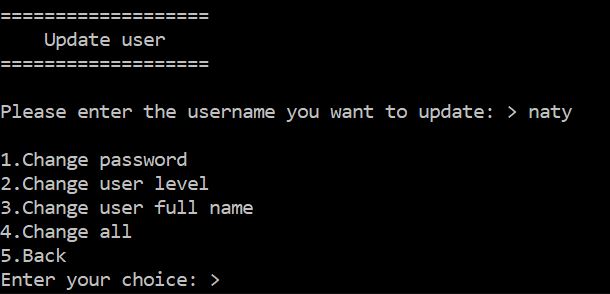 ===================
Update user
===================
Please enter the username you want to update: > naty
1.Change password
2.Change user level
3.Change user full name
4.Change all
5.Back
Enter your choice: >